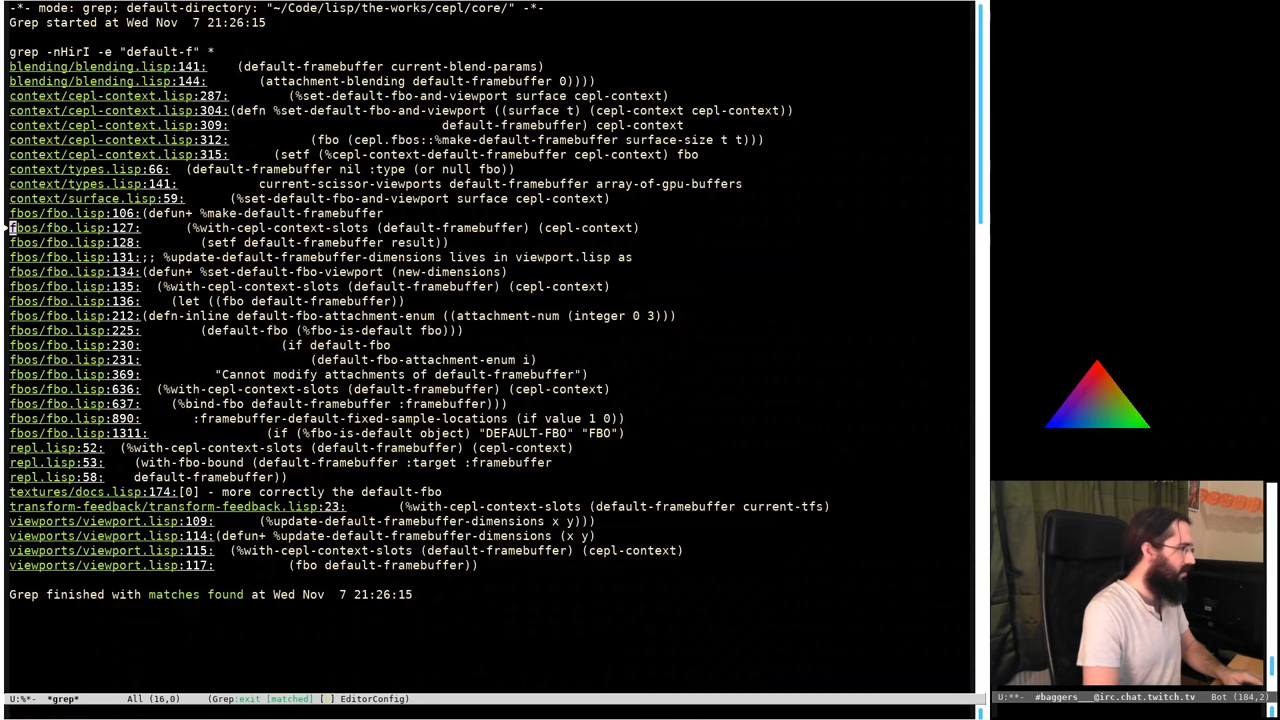 -*- mode: grep; default-directory: "~/Code/lisp/the-works/cepl/core/" -*-
Grep started at Wed Nov  7 21:26:15

grep -nHirI -e "default-f" *
blending/blending.lisp:141:    (default-framebuffer current-blend-params)
blending/blending.lisp:144:       (attachment-blending default-framebuffer 0))))
context/cepl-context.lisp:287:        (%set-default-fbo-and-viewport surface cepl-context)
context/cepl-context.lisp:304:(defn %set-default-fbo-and-viewport ((surface t) (cepl-context cepl-context))
context/cepl-context.lisp:309:                             default-framebuffer) cepl-context
context/cepl-context.lisp:312:           (fbo (cepl.fbos::%make-default-framebuffer surface-size t t)))
context/cepl-context.lisp:315:      (setf (%cepl-context-default-framebuffer cepl-context) fbo
context/types.lisp:66:  (default-framebuffer nil :type (or null fbo))
context/types.lisp:141:           current-scissor-viewports default-framebuffer array-of-gpu-buffers
context/surface.lisp:59:      (%set-default-fbo-and-viewport surface cepl-context)
fbos/fbo.lisp:106:(defun+ %make-default-framebuffer
fbos/fbo.lisp:127:      (%with-cepl-context-slots (default-framebuffer) (cepl-context)
fbos/fbo.lisp:128:        (setf default-framebuffer result))
fbos/fbo.lisp:131:;; %update-default-framebuffer-dimensions lives in viewport.lisp as
fbos/fbo.lisp:134:(defun+ %set-default-fbo-viewport (new-dimensions)
fbos/fbo.lisp:135:  (%with-cepl-context-slots (default-framebuffer) (cepl-context)
fbos/fbo.lisp:136:    (let ((fbo default-framebuffer))
fbos/fbo.lisp:212:(defn-inline default-fbo-attachment-enum ((attachment-num (integer 0 3)))
fbos/fbo.lisp:225:        (default-fbo (%fbo-is-default fbo)))
fbos/fbo.lisp:230:                   (if default-fbo
fbos/fbo.lisp:231:                       (default-fbo-attachment-enum i)
fbos/fbo.lisp:369:          "Cannot modify attachments of default-framebuffer")
fbos/fbo.lisp:636:  (%with-cepl-context-slots (default-framebuffer) (cepl-context)
fbos/fbo.lisp:637:    (%bind-fbo default-framebuffer :framebuffer)))
fbos/fbo.lisp:890:       :framebuffer-default-fixed-sample-locations (if value 1 0))
fbos/fbo.lisp:1311:                (if (%fbo-is-default object) "DEFAULT-FBO" "FBO")
repl.lisp:52:  (%with-cepl-context-slots (default-framebuffer) (cepl-context)
repl.lisp:53:    (with-fbo-bound (default-framebuffer :target :framebuffer
repl.lisp:58:    default-framebuffer))
textures/docs.lisp:174:[0] - more correctly the default-fbo
transform-feedback/transform-feedback.lisp:23:       (%with-cepl-context-slots (default-framebuffer current-tfs)
viewports/viewport.lisp:109:      (%update-default-framebuffer-dimensions x y)))
viewports/viewport.lisp:114:(defun+ %update-default-framebuffer-dimensions (x y)
viewports/viewport.lisp:115:  (%with-cepl-context-slots (default-framebuffer) (cepl-context)
viewports/viewport.lisp:117:          (fbo default-framebuffer))

Grep finished with matches found at Wed Nov  7 21:26:15
U:%*-  *grep*      All (16,0)     (Grep:exit [matched] [ ] EditorConfig)
U:**-  #baggers___@irc.chat.twitch.tv   Bot (184,2)